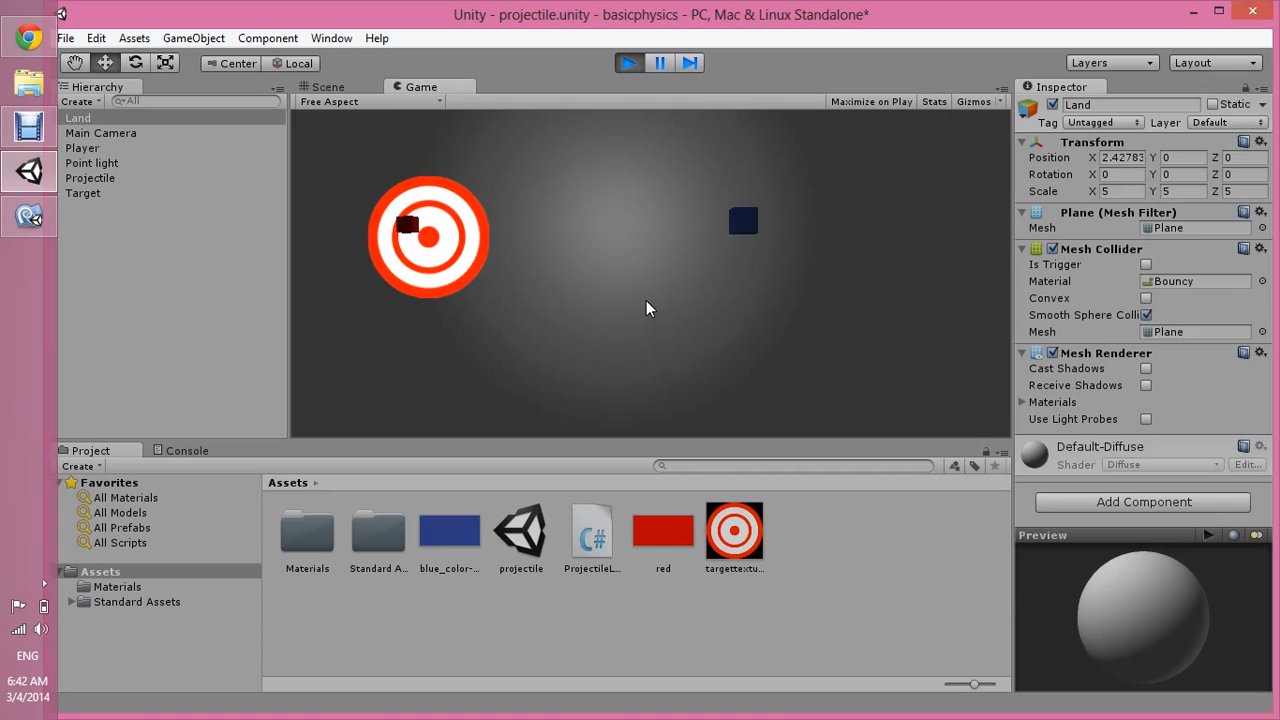 Unity - projectile.unity - basicphysics - PC, Mac & Linux Standalone*
File Edit Assets GameObject Component Window Help
Center Local Layers Layout
Hierarchy Scene Game Inspector
Create All Free Aspect Maximize on Play Stats Gizmos
Land Static
Tag Untagged Layer Default
Land
Main Camera
Player
Point light
Projectile
Target
Transform
Position X 2.42783 Y 0 Z 0
Rotation X 0 Y 0 Z 0
Scale X 5 Y 5 Z 5
Plane (Mesh Filter)
Mesh Plane
Mesh Collider
Is Trigger
Material Bouncy
Convex
Smooth Sphere Colli
Mesh Plane
Mesh Renderer
Cast Shadows
Receive Shadows
Materials
Use Light Probes
Default-Diffuse
Shader Diffuse Edit...
Add Component
Preview
Project Console
Create
Favorites
All Materials
All Models
All Prefabs
All Scripts
Assets
Materials
Standard Assets
Assets
Materials Standard A... blue_color-... projectile ProjectileL... red targettextu...
ENG
6:42 AM
3/4/2014